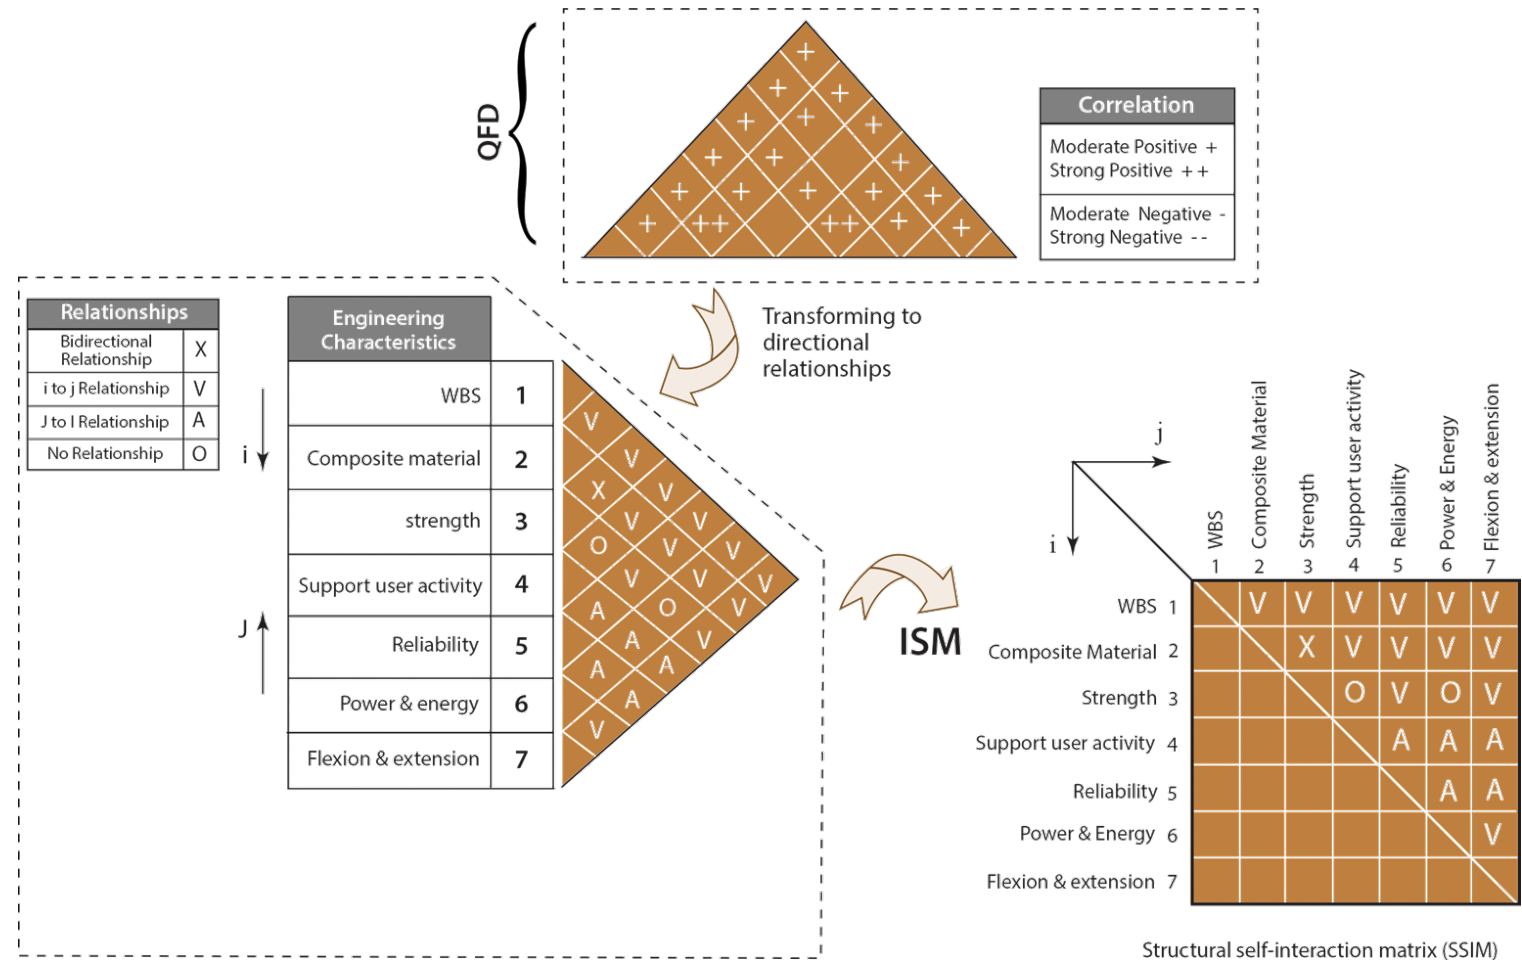 QFD
+
+ +
+ + +
+ + +
+ + + + +
+ ++ ++ + +
Correlation
Moderate Positive +
Strong Positive ++
Moderate Negative -
Strong Negative --
Transforming to
directional
relationships
Relationships
Bidirectional
Relationship X
i to j Relationship V
J to I Relationship A
No Relationship O
i
J
Engineering
Characteristics
WBS 1
Composite material 2
strength 3
Support user activity 4
Reliability 5
Power & energy 6
Flexion & extension 7
V
V
X V
V V
O V V
V V V
A O V
A V
A A
A
V
ISM
j
i
WBS
Composite Material
Strength
Support user activity
Reliability
Power & Energy
Flexion & extension
1 2 3 4 5 6 7
WBS 1 V V V V V V
Composite Material 2 X V V V V
Strength 3 O V O V
Support user activity 4 A A A
Reliability 5 A A
Power & Energy 6 V
Flexion & extension 7
Structural self-interaction matrix (SSIM)